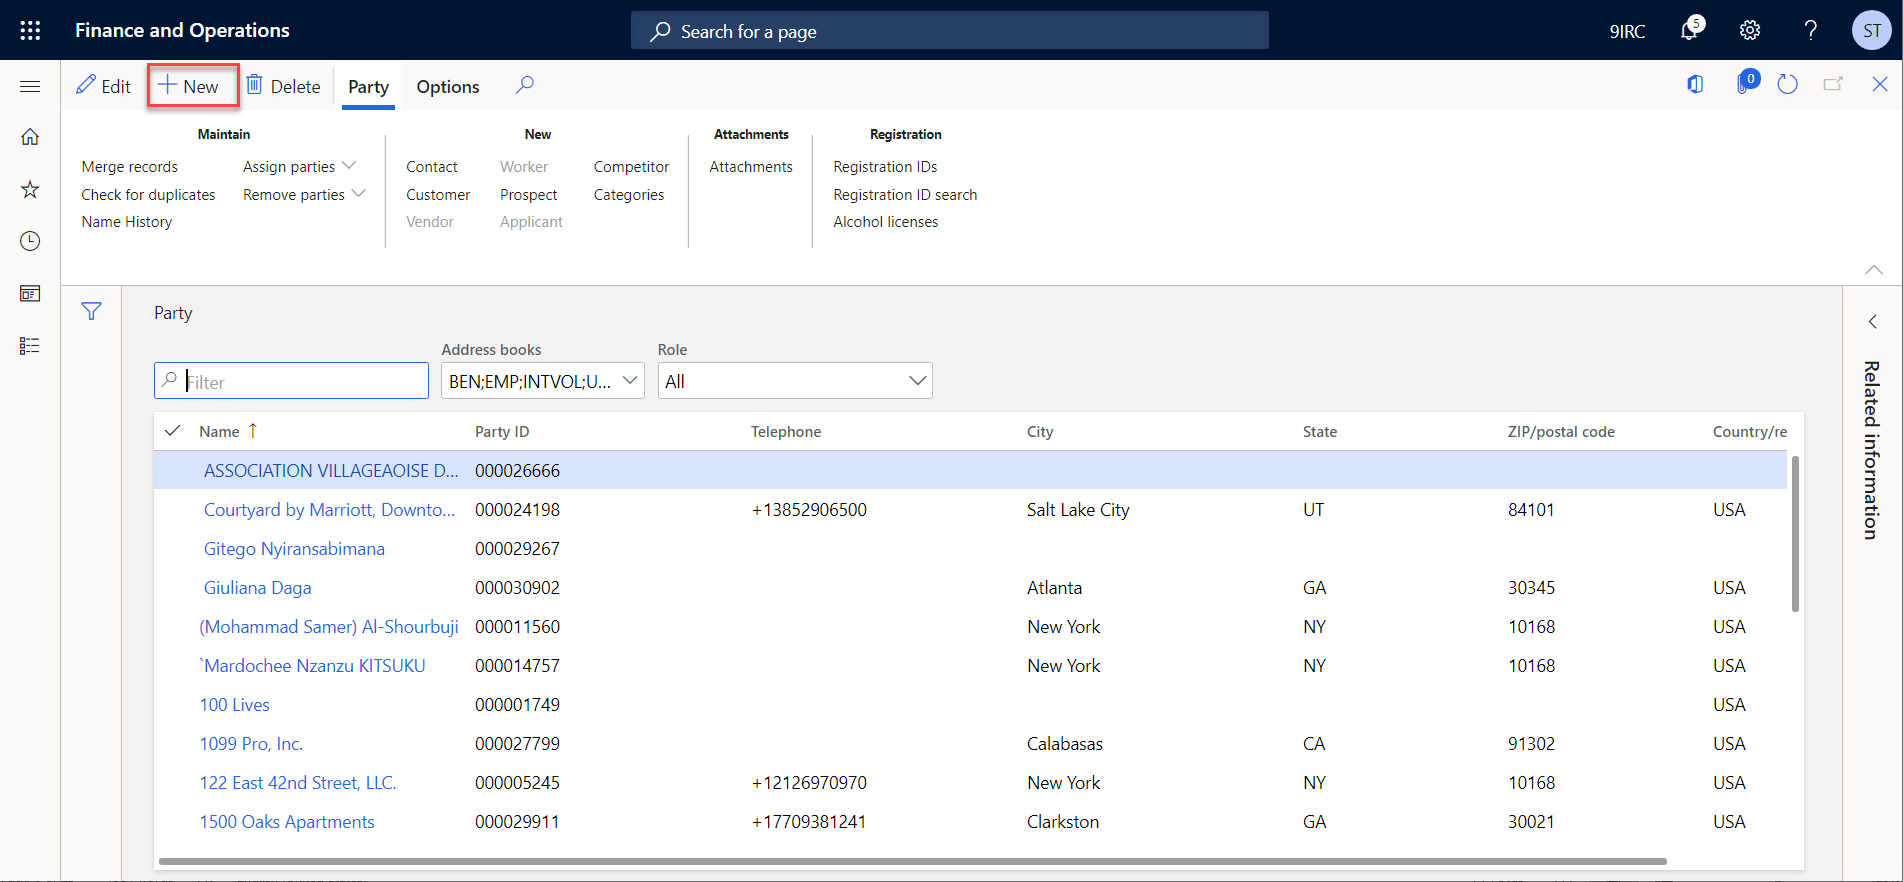 Finance and Operations
Search for a page
9IRC
5
?
ST
Edit
New
Delete
Party
Options
0
Maintain
Merge records
Assign parties
Check for duplicates
Remove parties
Name History
New
Contact
Worker
Competitor
Customer
Prospect
Categories
Vendor
Applicant
Attachments
Attachments
Registration
Registration IDs
Registration ID search
Alcohol licenses
Party
Address books
Role
Filter
BEN;EMP;INTVOL;U...
All
Name Party ID Telephone City State ZIP/postal code Country/re
ASSOCIATION VILLAGEAOISE D... 000026666
Courtyard by Marriott, Downto... 000024198 +13852906500 Salt Lake City UT 84101 USA
Gitego Nyiransabimana 000029267
Giuliana Daga 000030902 Atlanta GA 30345 USA
(Mohammad Samer) Al-Shourbuji 000011560 New York NY 10168 USA
`Mardochee Nzanzu KITSUKU 000014757 New York NY 10168 USA
100 Lives 000001749 USA
1099 Pro, Inc. 000027799 Calabasas CA 91302 USA
122 East 42nd Street, LLC. 000005245 +12126970970 New York NY 10168 USA
1500 Oaks Apartments 000029911 +17709381241 Clarkston GA 30021 USA
Related information